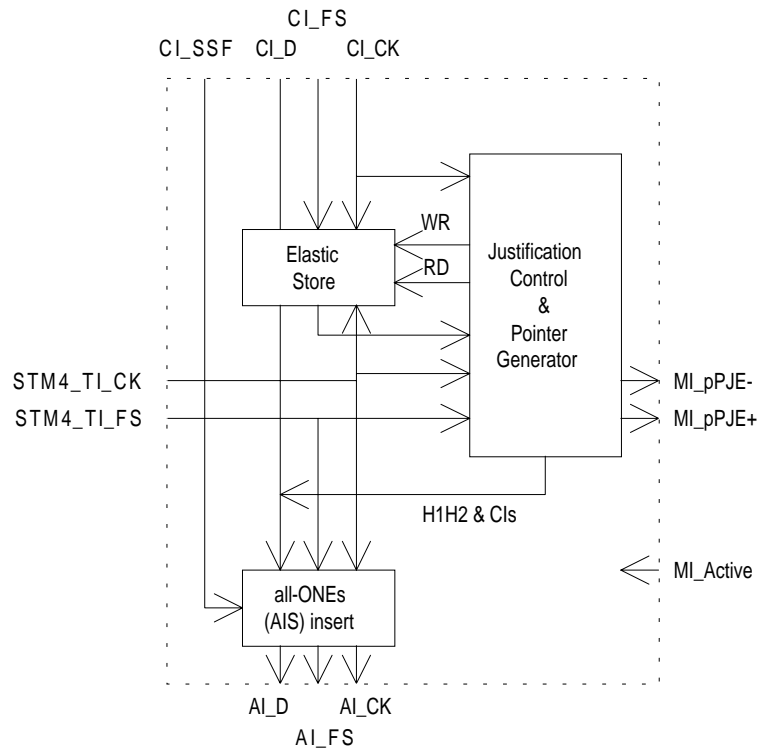 CI_FS
CI_SSF
CI_D
CI_CK
WR
Elastic
Store
RD
Justification
Control
&
Pointer
Generator
STM4_TI_CK
STM4_TI_FS
MI_pPJE-
MI_pPJE+
H1H2 & CIs
MI_Active
all-ONEs
(AIS) insert
AI_D
AI_CK
AI_FS